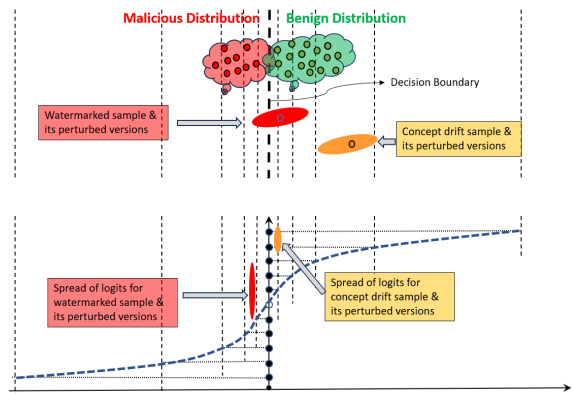 Malicious Distribution
Benign Distribution
Decision Boundary
Watermarked sample &
its perturbed versions
Concept drift sample &
its perturbed versions
Spread of logits for
watermarked sample &
its perturbed versions
Spread of logits for
concept drift sample &
its perturbed versions